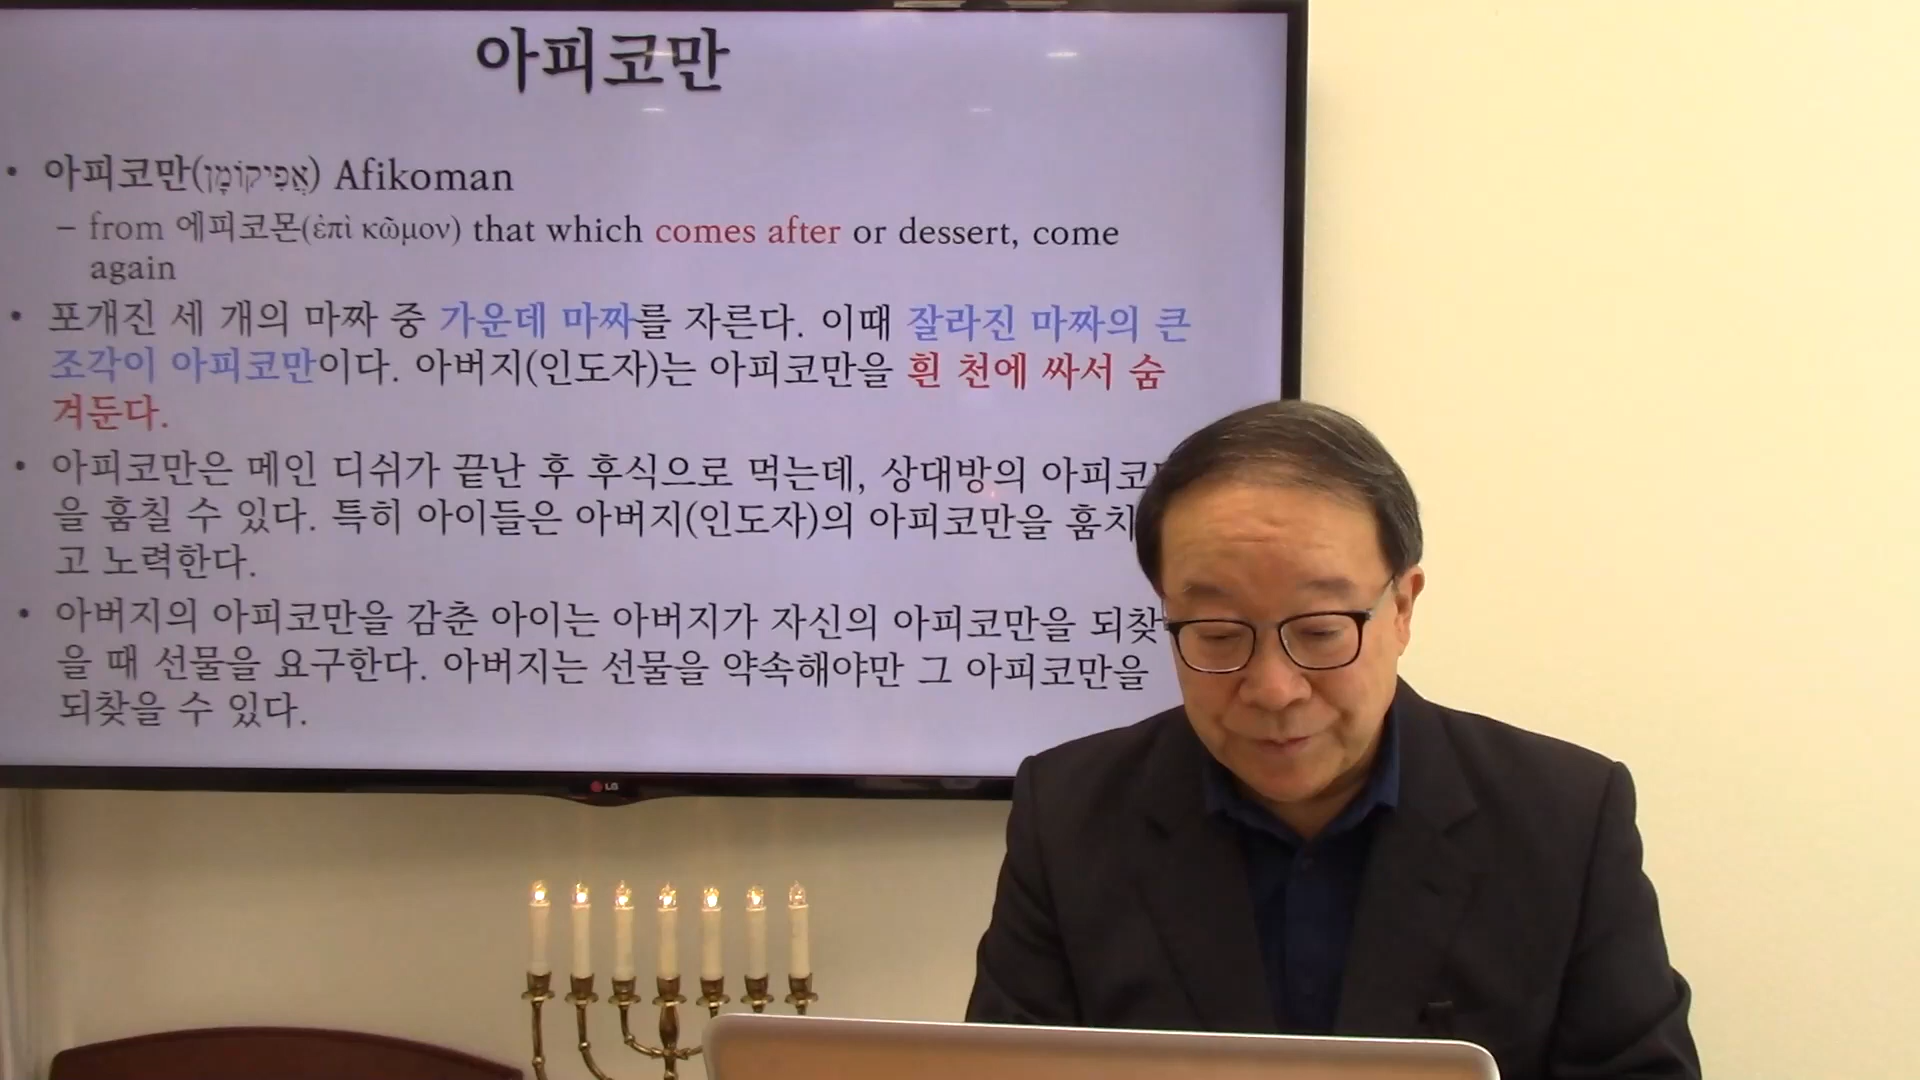 아피코만
• 아피코만(אֲפִיקוֹמָן) Afikoman
– from 에피코몬(ἐπὶ κῶμον) that which comes after or dessert, come
again
• 포개진 세 개의 마짜 중 가운데 마짜를 자른다. 이때 잘라진 마짜의 큰
조각이 아피코만이다. 아버지(인도자)는 아피코만을 흰 천에 싸서 숨
겨둔다.
• 아피코만은 메인 디쉬가 끝난 후 후식으로 먹는데, 상대방의 아피코
을 훔칠 수 있다. 특히 아이들은 아버지(인도자)의 아피코만을 훔치
고 노력한다.
• 아버지의 아피코만을 감춘 아이는 아버지가 자신의 아피코만을 되찾
을 때 선물을 요구한다. 아버지는 선물을 약속해야만 그 아피코만을
되찾을 수 있다.
LG